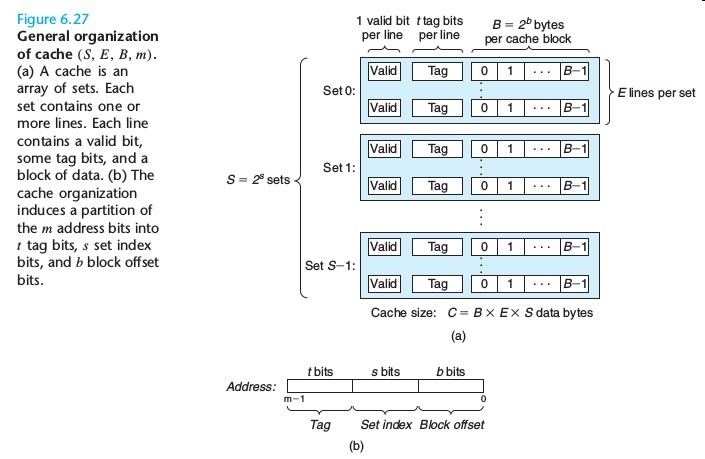 Figure 6.27
General organization
of cache (S, E, B, m).
(a) A cache is an
array of sets. Each
set contains one or
more lines. Each line
contains a valid bit,
some tag bits, and a
block of data. (b) The
cache organization
induces a partition of
the m address bits into
t tag bits, s set index
bits, and b block offset
bits.
1 valid bit
per line
t tag bits
per line
B = 2ᵇ bytes
per cache block
S = 2ˢ sets
Set 0:
Valid Tag 0 1 ··· B–1
⋮
Valid Tag 0 1 ··· B–1
E lines per set
Set 1:
Valid Tag 0 1 ··· B–1
⋮
Valid Tag 0 1 ··· B–1
⋮
Set S–1:
Valid Tag 0 1 ··· B–1
⋮
Valid Tag 0 1 ··· B–1
Cache size: C = B × E × S data bytes
(a)
t bits s bits b bits
Address:
m–1 0
Tag Set index Block offset
(b)